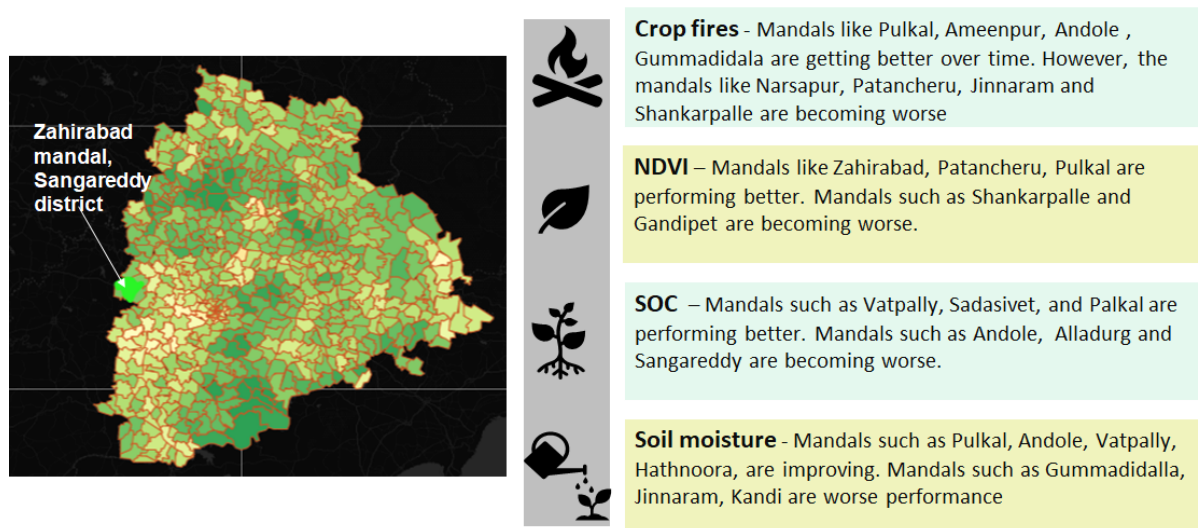 Zahirabad
mandal,
Sangareddy
district
Crop fires - Mandals like Pulkal, Ameenpur, Andole ,
Gummadidala are getting better over time. However, the
mandals like Narsapur, Patancheru, Jinnaram and
Shankarpalle are becoming worse
NDVI – Mandals like Zahirabad, Patancheru, Pulkal are
performing better. Mandals such as Shankarpalle and
Gandipet are becoming worse.
SOC – Mandals such as Vatpally, Sadasivet, and Palkal are
performing better. Mandals such as Andole, Alladurg and
Sangareddy are becoming worse.
Soil moisture - Mandals such as Pulkal, Andole, Vatpally,
Hathnoora, are improving. Mandals such as Gummadidalla,
Jinnaram, Kandi are worse performance